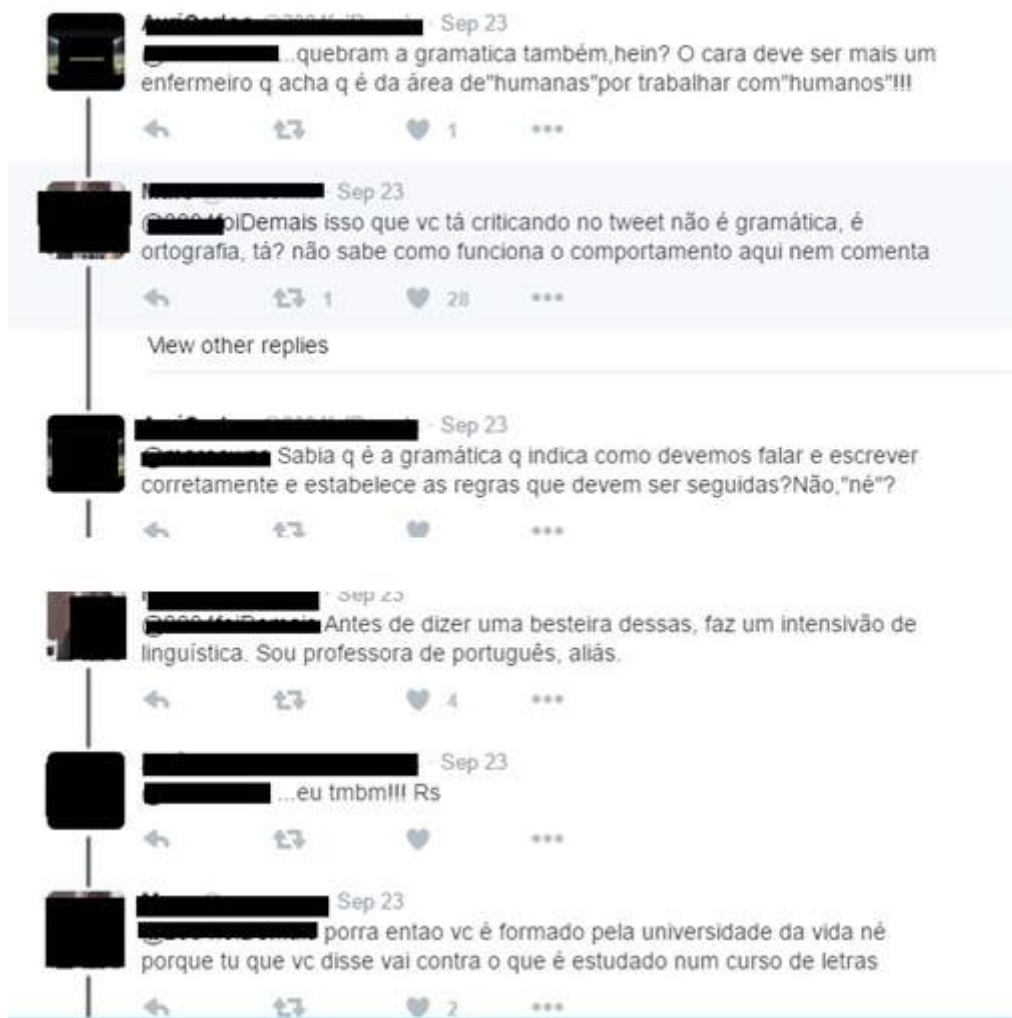 Sep 23
...quebram a gramatica também,hein? O cara deve ser mais um
enfermeiro q acha q é da área de"humanas"por trabalhar com"humanos"!!!
1
Sep 23
oiDemais isso que vc tá criticando no tweet não é gramática, é
ortografia, tá? não sabe como funciona o comportamento aqui nem comenta
1 28
View other replies
Sep 23
Sabia q é a gramática q indica como devemos falar e escrever
corretamente e estabelece as regras que devem ser seguidas?Não,"né"?
Sep 23
Antes de dizer uma besteira dessas, faz um intensivão de
linguística. Sou professora de português, aliás.
4
Sep 23
...eu tmbm!!! Rs
Sep 23
porra entao vc é formado pela universidade da vida né
porque tu que vc disse vai contra o que é estudado num curso de letras
2